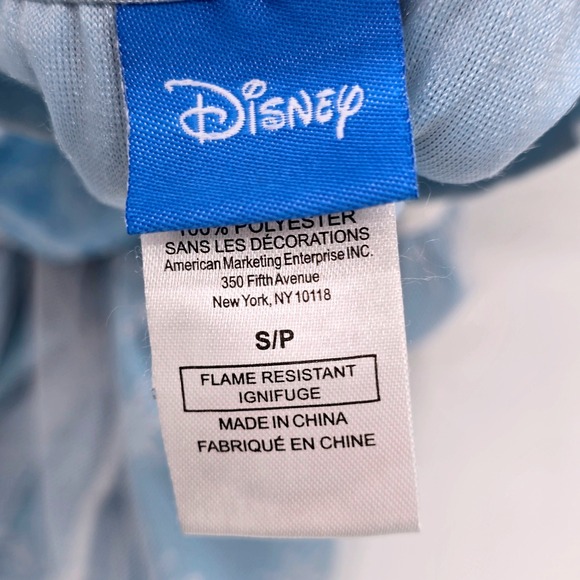 Disney
100% POLYESTER
SANS LES DÉCORATIONS
American Marketing Enterprise INC.
350 Fifth Avenue
New York, NY 10118
S/P
FLAME RESISTANT
IGNIFUGE
MADE IN CHINA
FABRIQUÉ EN CHINE